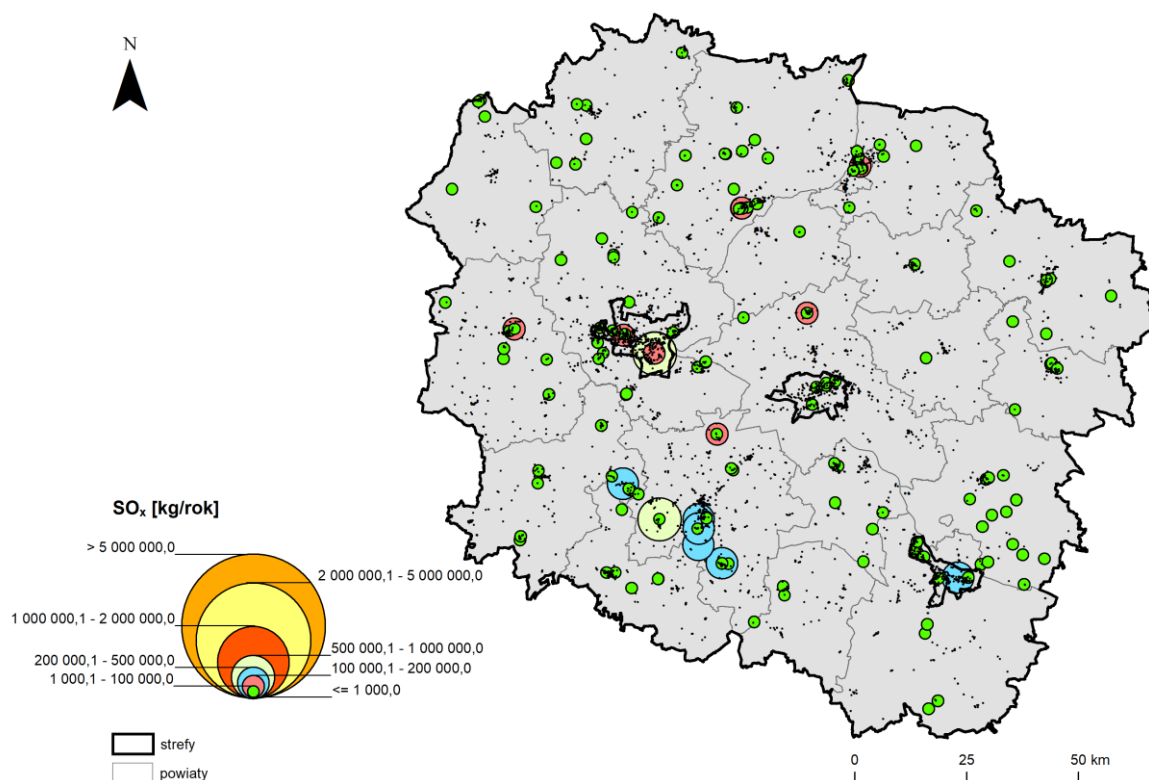 N
SOₓ [kg/rok]
> 5 000 000,0
2 000 000,1 - 5 000 000,0
1 000 000,1 - 2 000 000,0
500 000,1 - 1 000 000,0
200 000,1 - 500 000,0
100 000,1 - 200 000,0
1 000,1 - 100 000,0
<= 1 000,0
strefy
powiaty
0 25 50 km